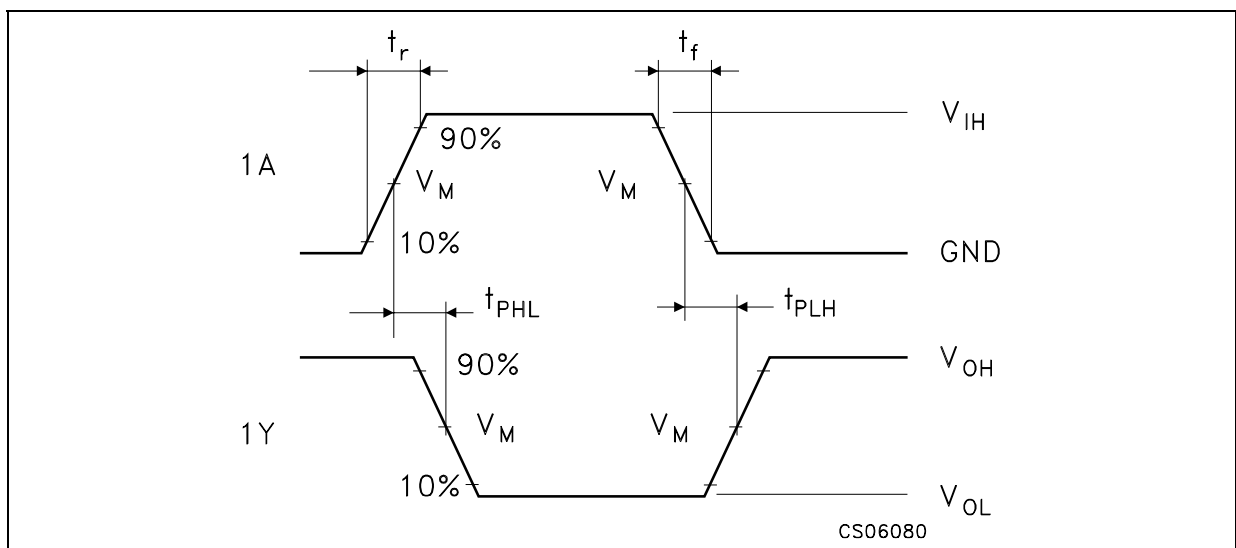 tr tf
VIH
90%
1A VM VM
10% GND
tPHL tPLH
90% VOH
1Y VM VM
10%
VOL
CS06080